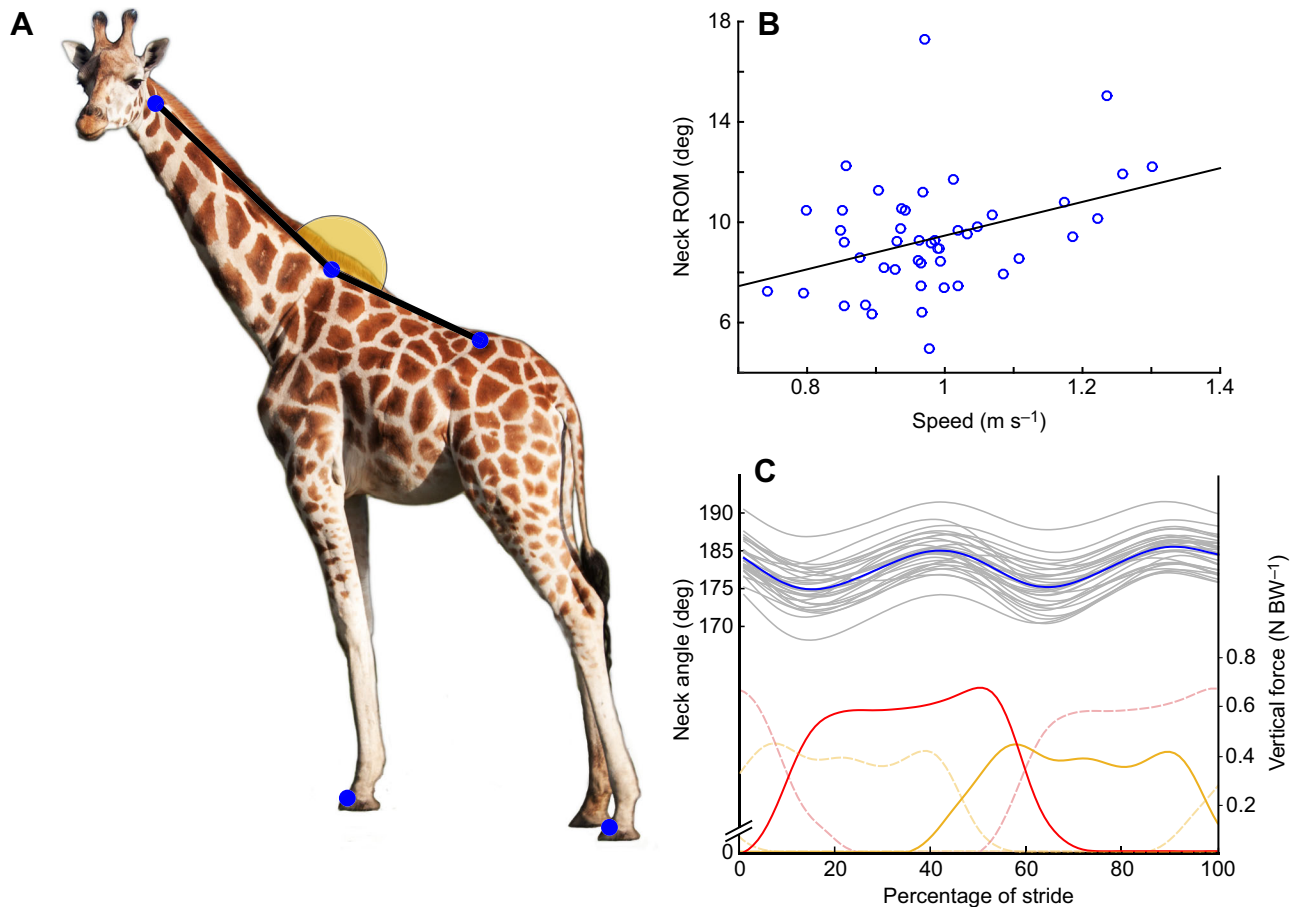 A
B
18
14
10
6
Neck ROM (deg)
0.8
1
1.2
1.4
Speed (m s–1)
C
190
185
175
170
0
Neck angle (deg)
0.8
0.6
0.4
0.2
Vertical force (N BW–1)
0
20
40
60
80
100
Percentage of stride